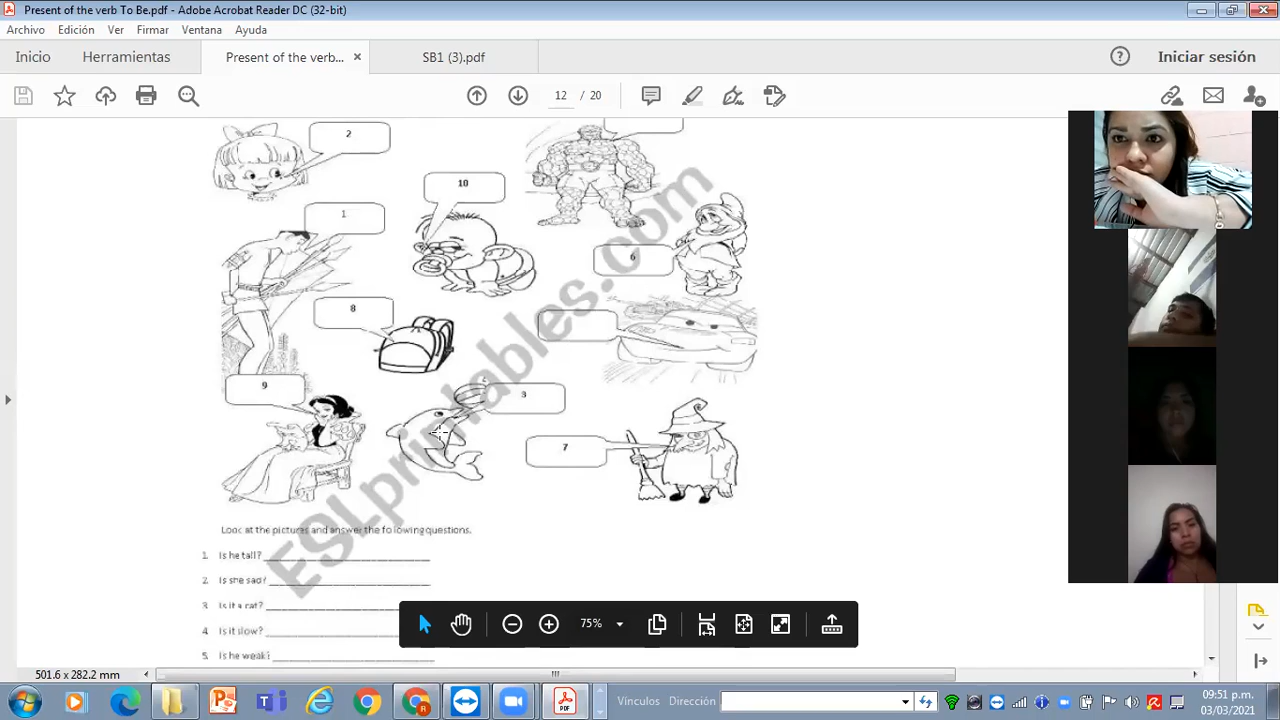 Present of the verb To Be.pdf - Adobe Acrobat Reader DC (32-bit)
Archivo Edición Ver Firmar Ventana Ayuda
Inicio Herramientas Present of the verb... × SB1 (3).pdf ? Iniciar sesión
12 / 20
2
10
1
6
8
9
3
7
ESLprintables.com
Look at the pictures and answer the following questions.
1. Is he tall?
2. Is she sad?
3. Is it a cat?
4. Is it slow?
5. Is he weak?
75%
501.6 x 282.2 mm
Vínculos Dirección
09:51 p.m.
03/03/2021